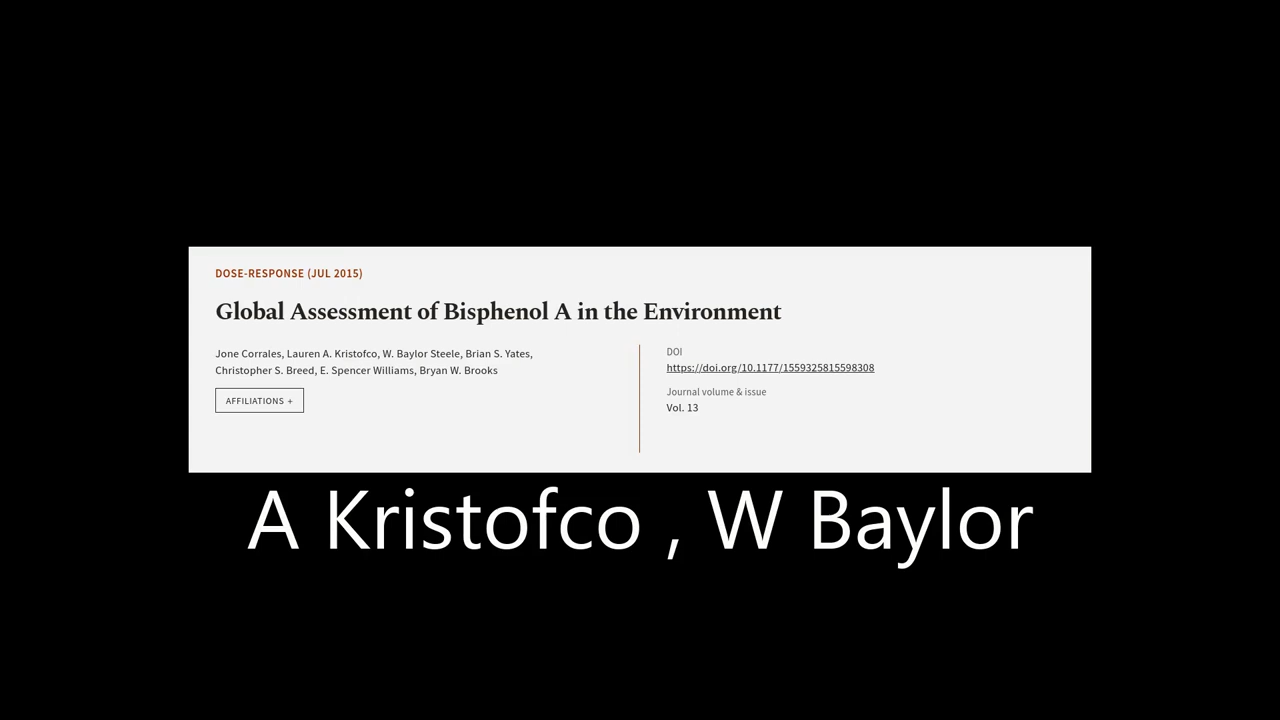 DOSE-RESPONSE (JUL 2015)
Global Assessment of Bisphenol A in the Environment
Jone Corrales, Lauren A. Kristofco, W. Baylor Steele, Brian S. Yates,
Christopher S. Breed, E. Spencer Williams, Bryan W. Brooks
AFFILIATIONS +
DOI
https://doi.org/10.1177/1559325815598308
Journal volume & issue
Vol. 13
A Kristofco , W Baylor